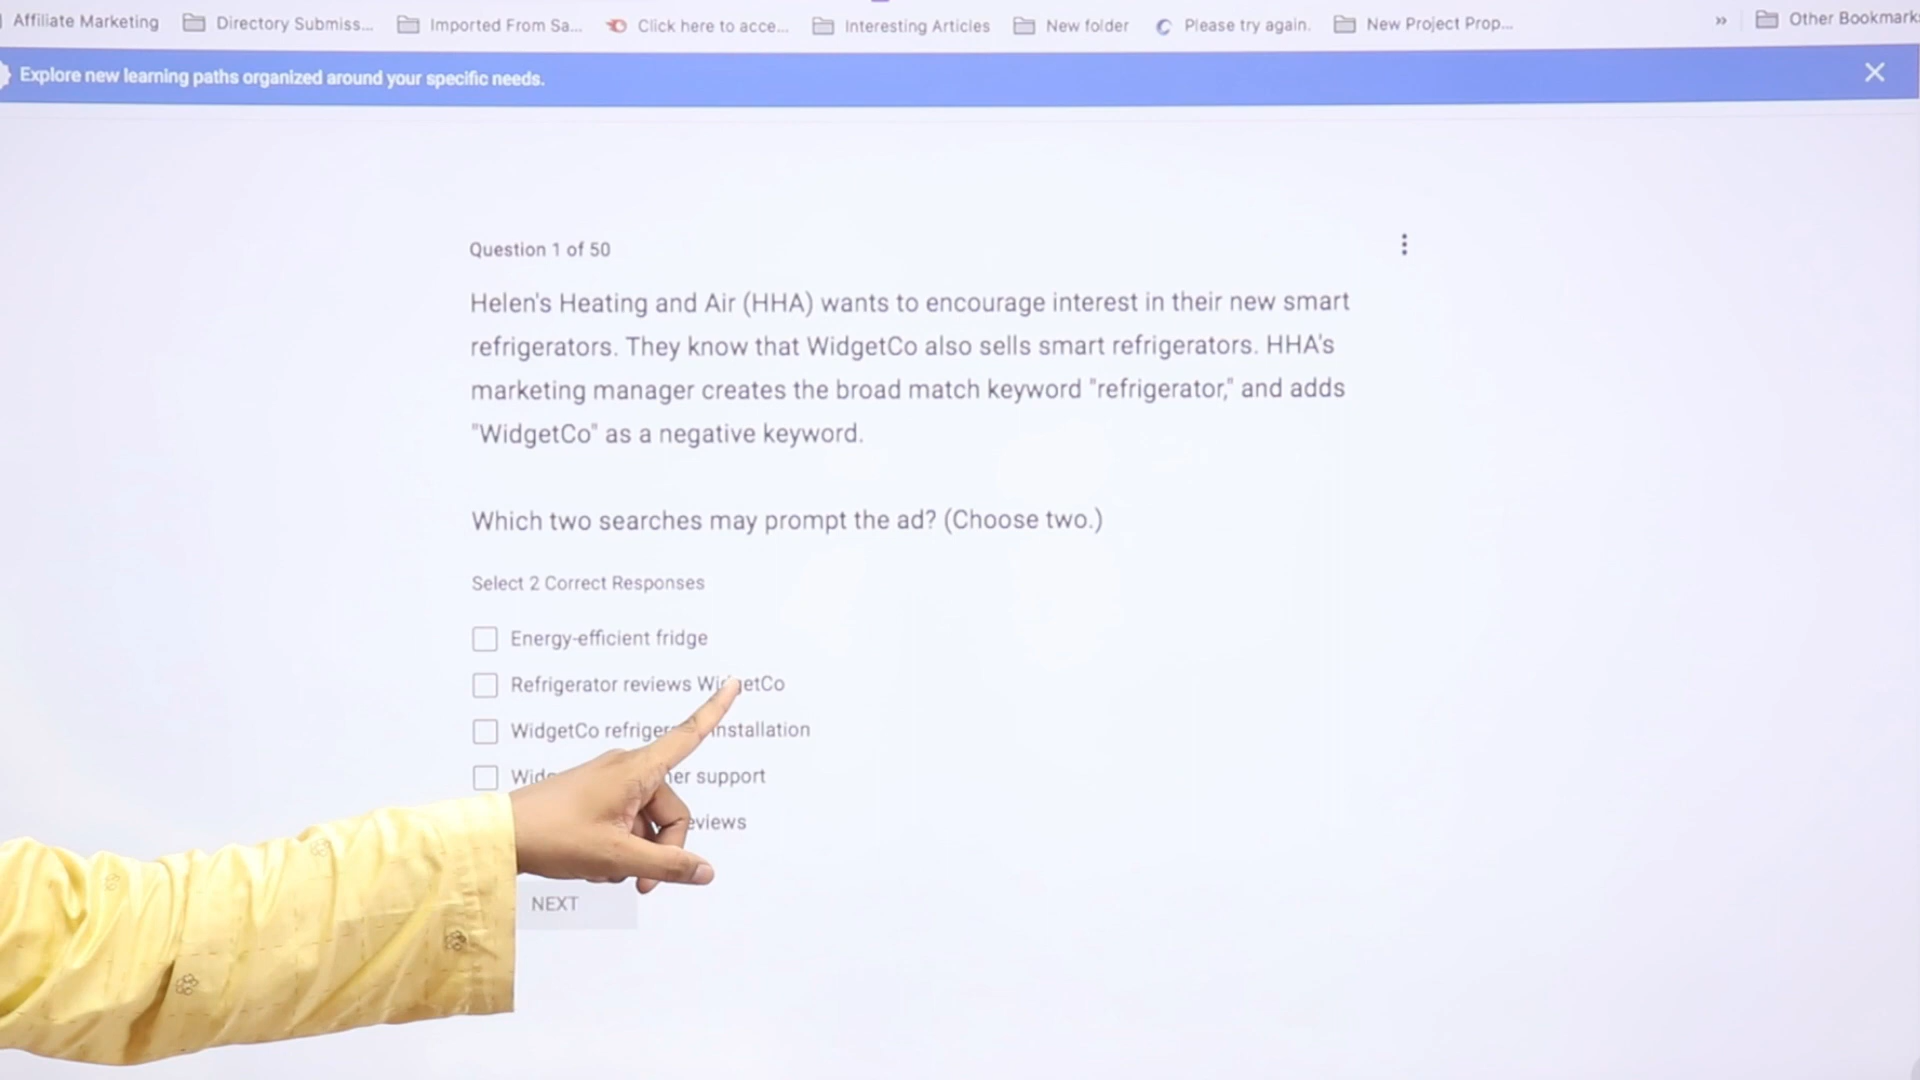 Affiliate Marketing
Directory Submiss...
Imported From Sa...
Click here to acce...
Interesting Articles
New folder
Please try again.
New Project Prop...
»
Other Bookmarks
Explore new learning paths organized around your specific needs.
Question 1 of 50
Helen's Heating and Air (HHA) wants to encourage interest in their new smart
refrigerators. They know that WidgetCo also sells smart refrigerators. HHA's
marketing manager creates the broad match keyword "refrigerator," and adds
"WidgetCo" as a negative keyword.
Which two searches may prompt the ad? (Choose two.)
Select 2 Correct Responses
Energy-efficient fridge
Refrigerator reviews WidgetCo
WidgetCo installation
support
NEXT